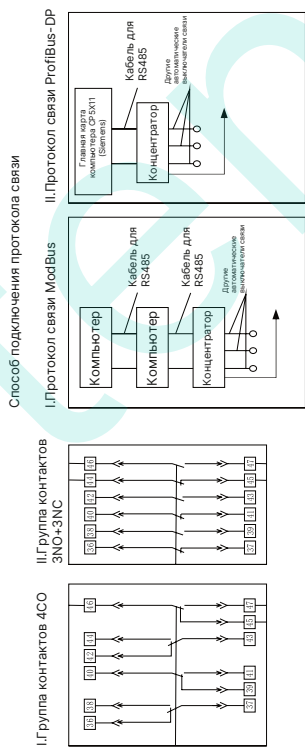 Способ подключения протокола связи
I.Группа контактов 4CO
36
38
40
42
44
46
37
39
41
43
45
47
II.Группа контактов
3NO+3NC
36
38
40
42
44
46
37
39
41
43
45
47
I.Протокол связи ModBus
Компьютер
Кабель для
RS485
Компьютер
Кабель для
RS485
Концентратор
Другие
автоматические
выключатели связи
II.Протокол связи ProfiBus-DP
Главная карта
компьютера CP5X11
(Siemens)
Кабель для
RS485
Концентратор
Другие
автоматические
выключатели связи